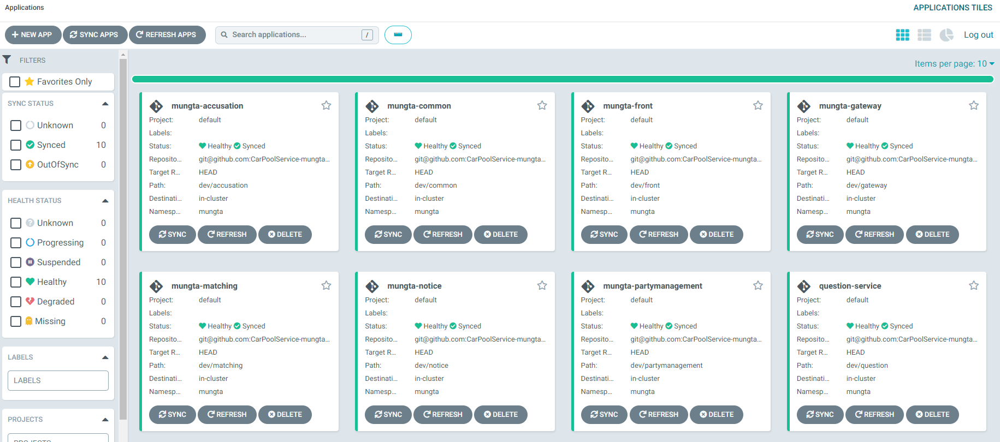 Applications
APPLICATIONS TILES
NEW APP SYNC APPS REFRESH APPS Search applications... / Log out
FILTERS
Items per page: 10
Favorites Only
SYNC STATUS
Unknown 0
Synced 10
OutOfSync 0
HEALTH STATUS
Unknown 0
Progressing 0
Suspended 0
Healthy 10
Degraded 0
Missing 0
LABELS
LABELS
PROJECTS
PROJECTS
mungta-accusation
Project: default
Labels:
Status: Healthy Synced
Reposito... git@github.com:CarPoolService-mungta...
Target R... HEAD
Path: dev/accusation
Destinati... in-cluster
Namesp... mungta
SYNC REFRESH DELETE
mungta-common
Project: default
Labels:
Status: Healthy Synced
Reposito... git@github.com:CarPoolService-mungta...
Target R... HEAD
Path: dev/common
Destinati... in-cluster
Namesp... mungta
SYNC REFRESH DELETE
mungta-front
Project: default
Labels:
Status: Healthy Synced
Reposito... git@github.com:CarPoolService-mungta...
Target R... HEAD
Path: dev/front
Destinati... in-cluster
Namesp... mungta
SYNC REFRESH DELETE
mungta-gateway
Project: default
Labels:
Status: Healthy Synced
Reposito... git@github.com:CarPoolService-mungta...
Target R... HEAD
Path: dev/gateway
Destinati... in-cluster
Namesp... mungta
SYNC REFRESH DELETE
mungta-matching
Project: default
Labels:
Status: Healthy Synced
Reposito... git@github.com:CarPoolService-mungta...
Target R... HEAD
Path: dev/matching
Destinati... in-cluster
Namesp... mungta
SYNC REFRESH DELETE
mungta-notice
Project: default
Labels:
Status: Healthy Synced
Reposito... git@github.com:CarPoolService-mungta...
Target R... HEAD
Path: dev/notice
Destinati... in-cluster
Namesp... mungta
SYNC REFRESH DELETE
mungta-partymanagement
Project: default
Labels:
Status: Healthy Synced
Reposito... git@github.com:CarPoolService-mungta...
Target R... HEAD
Path: dev/partymanagement
Destinati... in-cluster
Namesp... mungta
SYNC REFRESH DELETE
question-service
Project: default
Labels:
Status: Healthy Synced
Reposito... git@github.com:CarPoolService-mungta...
Target R... HEAD
Path: dev/question
Destinati... in-cluster
Namesp... mungta
SYNC REFRESH DELETE